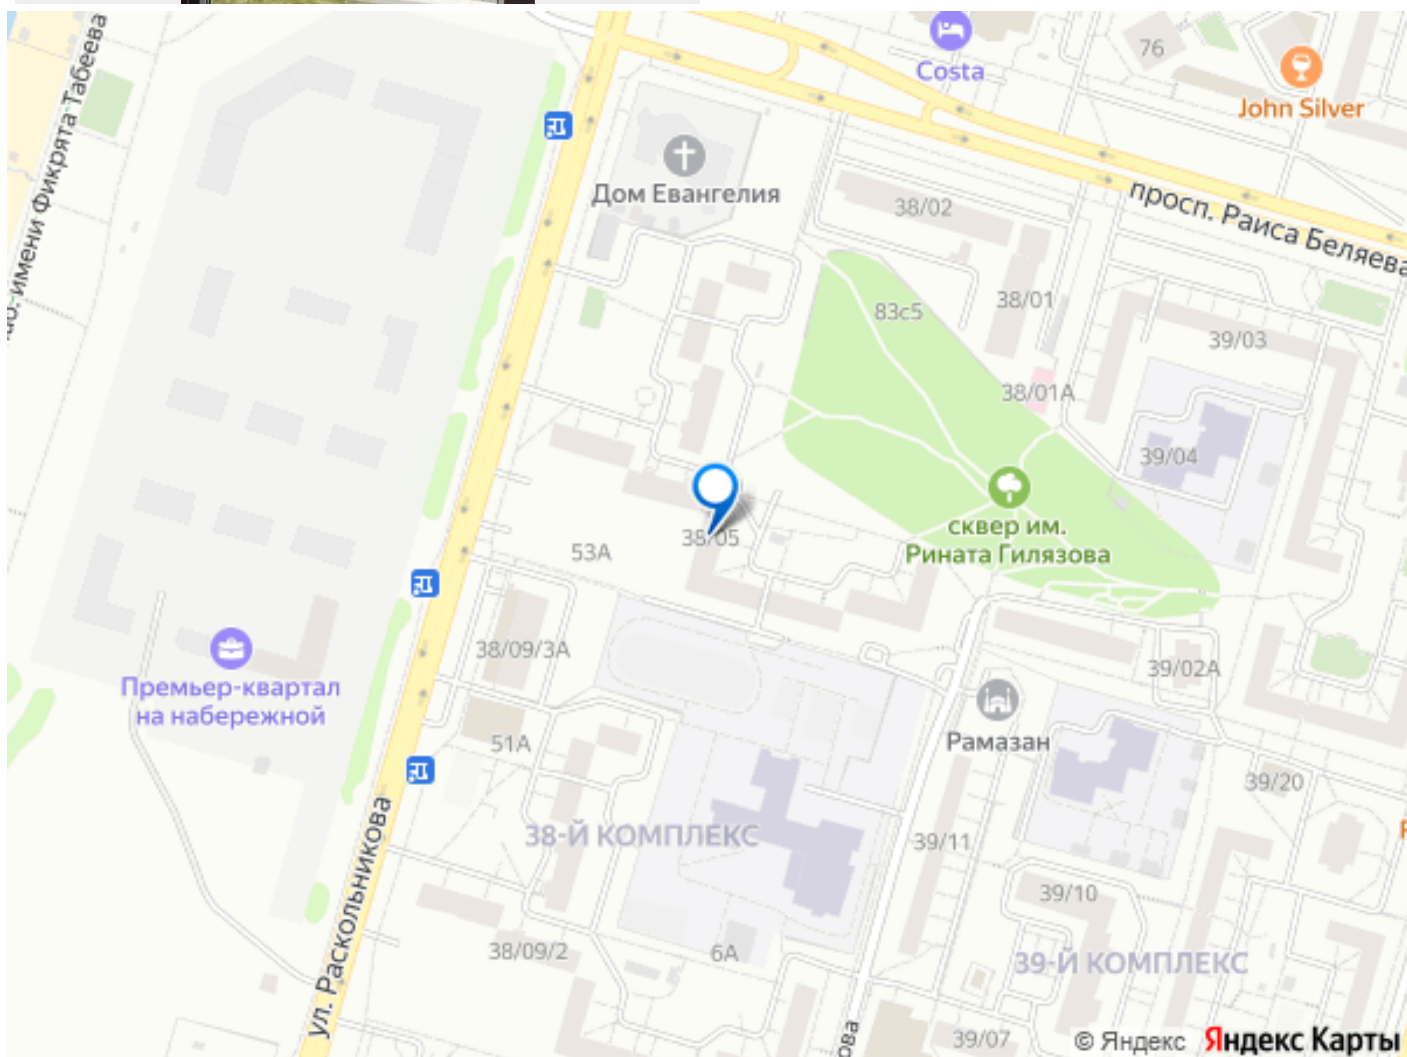 Costa
76
John Silver
Дом Евангелия
38/02
просп. Раиса Беляева
наб. имени Фикрята Табеева
38/01
83с5
39/03
38/01А
39/04
сквер им.
Рината Гилязова
38/05
53А
38/09/3А
39/02А
Премьер-квартал
на набережной
Рамазан
51А
39/20
38-Й КОМПЛЕКС
39/11
39/10
ул. Раскольникова
38/09/2
6А
39-Й КОМПЛЕКС
39/07
© Яндекс Яндекс Карты